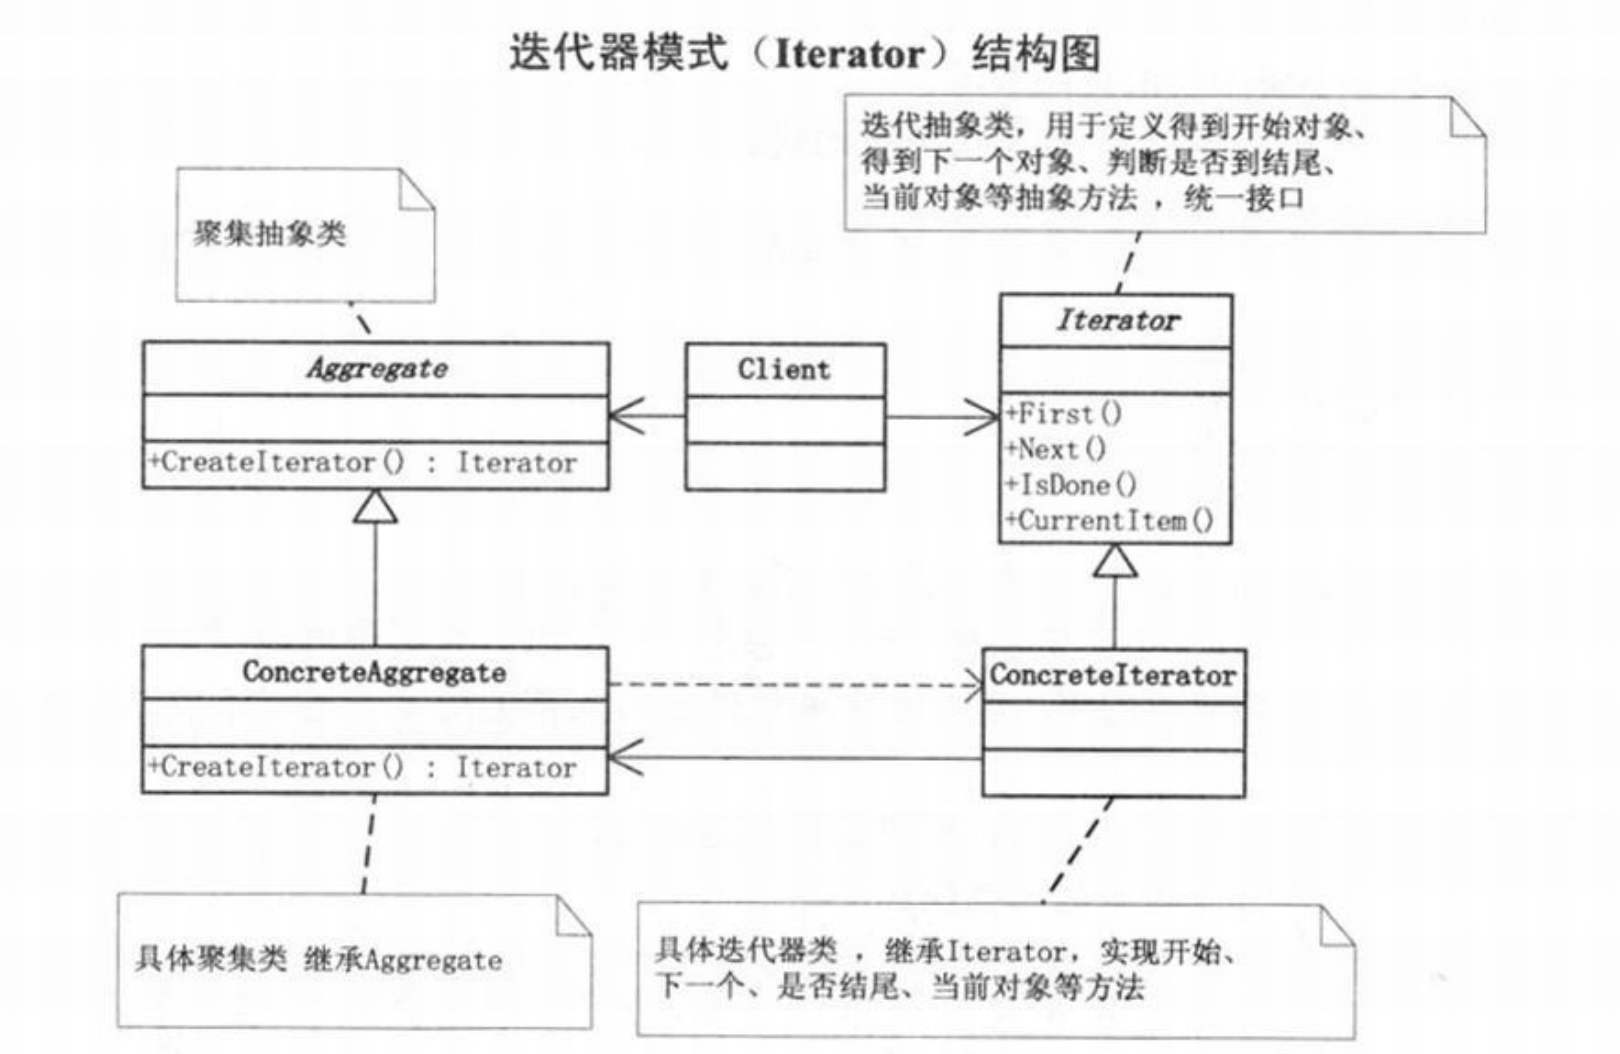 迭代器模式（Iterator）结构图
迭代抽象类，用于定义得到开始对象、
得到下一个对象、判断是否到结尾、
当前对象等抽象方法，统一接口
聚集抽象类
Aggregate
+CreateIterator() : Iterator
Client
Iterator
+First()
+Next()
+IsDone()
+CurrentItem()
ConcreteAggregate
+CreateIterator() : Iterator
ConcreteIterator
具体聚集类 继承Aggregate
具体迭代器类，继承Iterator，实现开始、
下一个、是否结尾、当前对象等方法